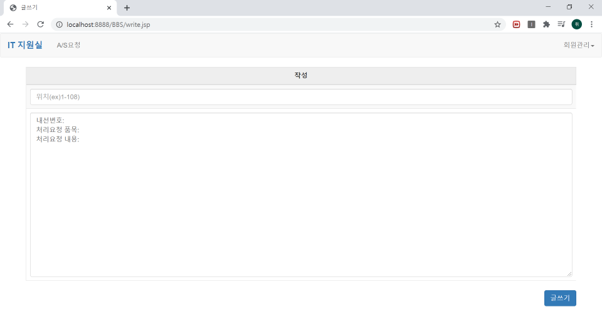 글쓰기
localhost:8888/BBS/write.jsp
IT 지원실 A/S요청 회원관리
작성
위치(ex)1-108)
내선번호:
처리요청 품목:
처리요청 내용:
글쓰기